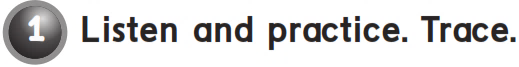 1 Listen and practice. Trace.